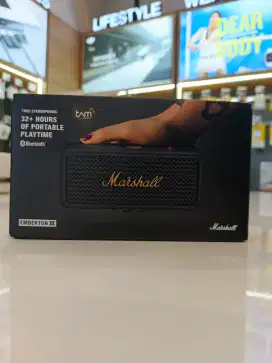 LIFESTYLE
DEAR
BODY
TRUE STEREOPHONIC
32+ HOURS
OF PORTABLE
PLAYTIME
Bluetooth
tam
Marshall
EMBERTON III
Marshall